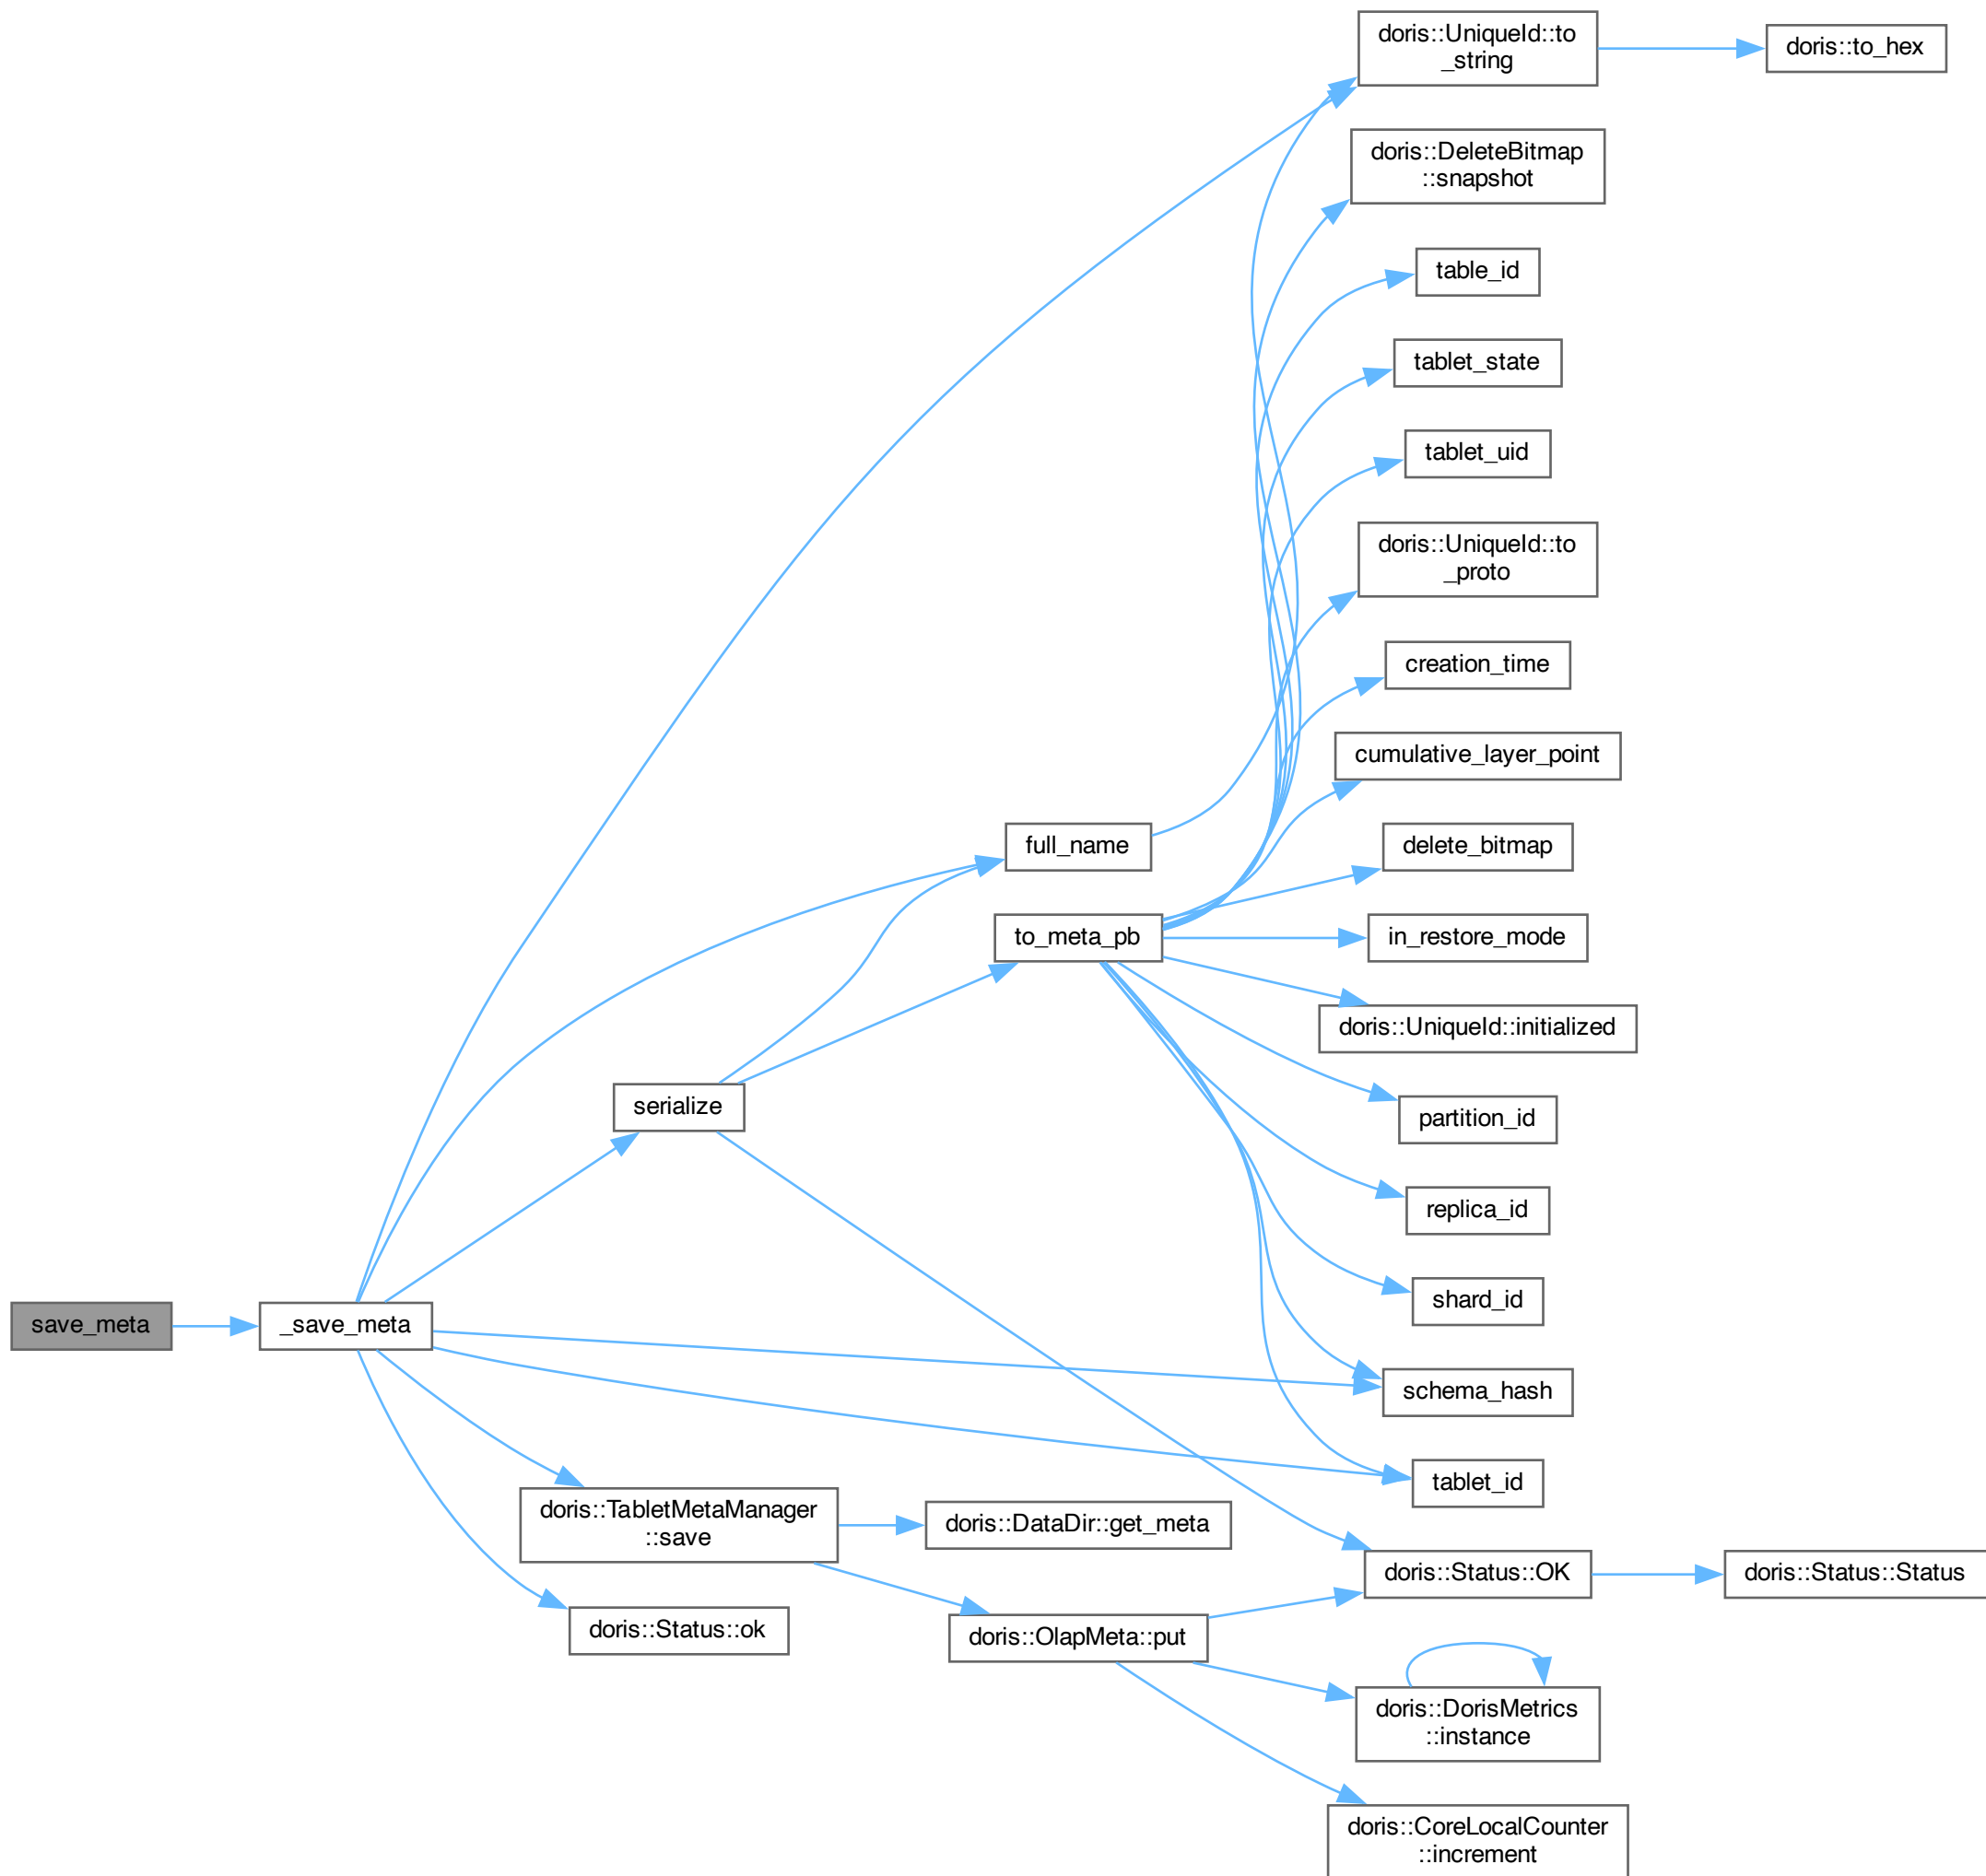 doris::UniqueId::to
_string
doris::to_hex
doris::DeleteBitmap
::snapshot
table_id
tablet_state
tablet_uid
doris::UniqueId::to
_proto
creation_time
cumulative_layer_point
full_name
delete_bitmap
to_meta_pb
in_restore_mode
doris::UniqueId::initialized
serialize
partition_id
replica_id
shard_id
save_meta
_save_meta
schema_hash
tablet_id
doris::TabletMetaManager
::save
doris::DataDir::get_meta
doris::Status::OK
doris::Status::Status
doris::Status::ok
doris::OlapMeta::put
doris::DorisMetrics
::instance
doris::CoreLocalCounter
::increment